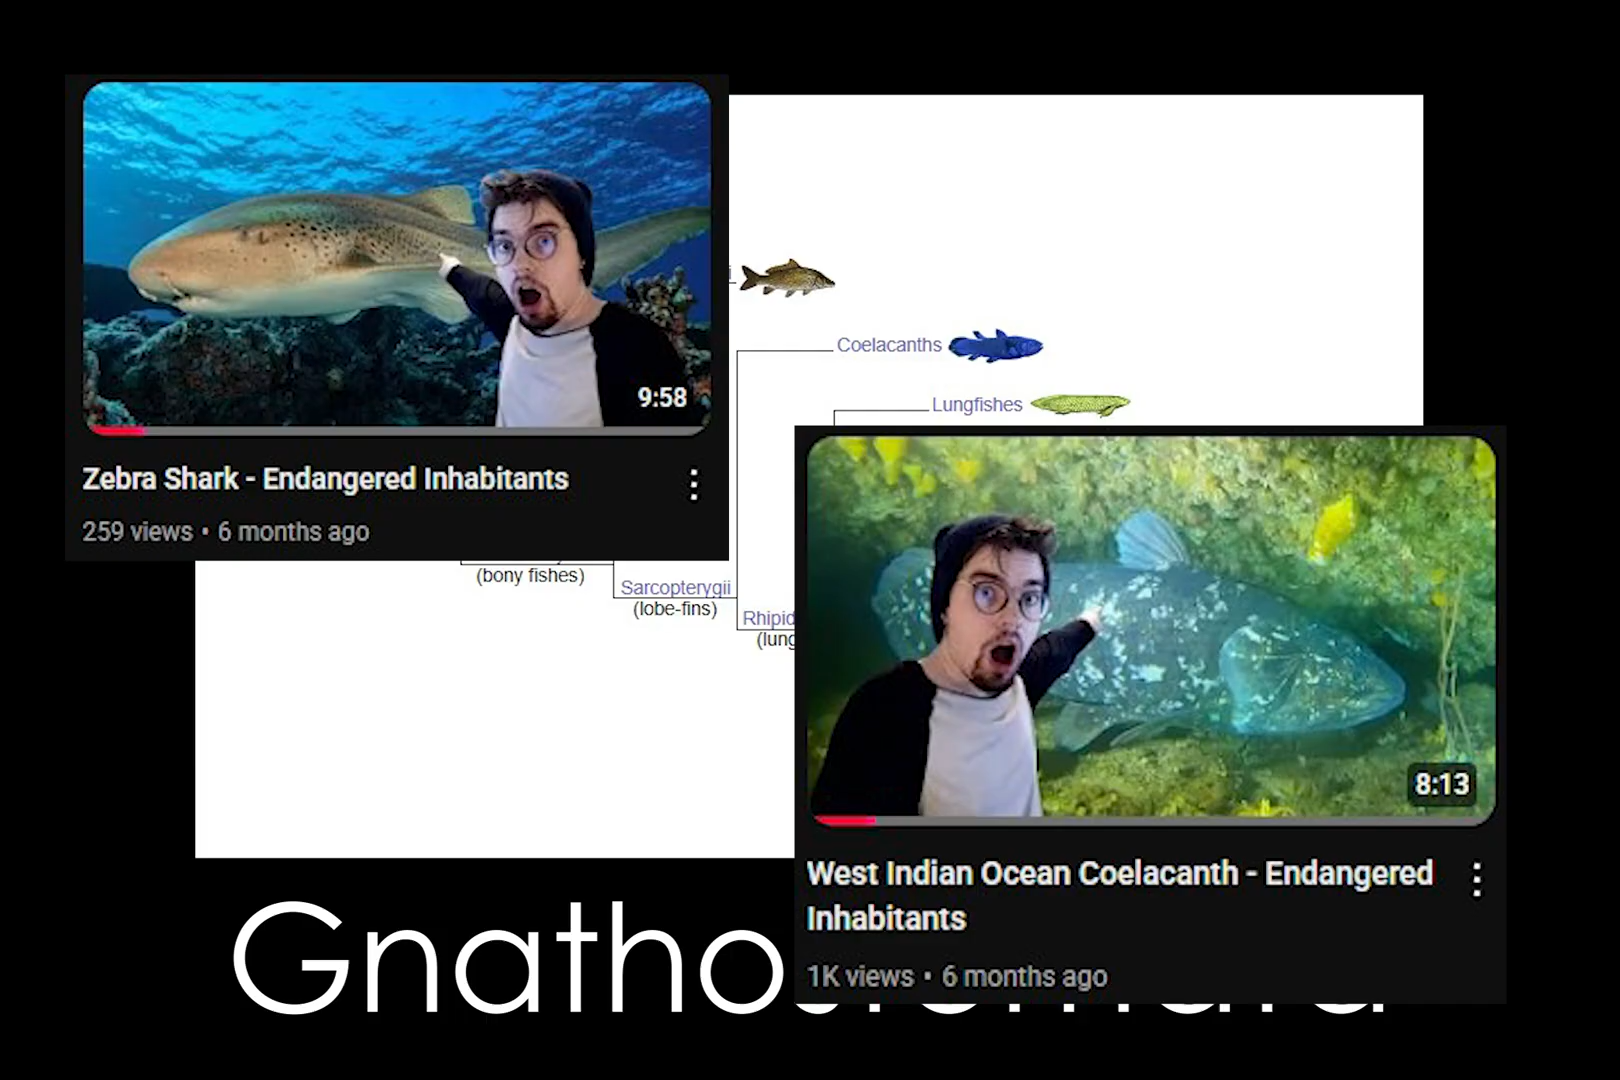 9:58
Zebra Shark - Endangered Inhabitants
259 views • 6 months ago
Coelacanths
Lungfishes
(bony fishes)
Sarcopterygii
(lobe-fins)
8:13
West Indian Ocean Coelacanth - Endangered
Inhabitants
1K views • 6 months ago